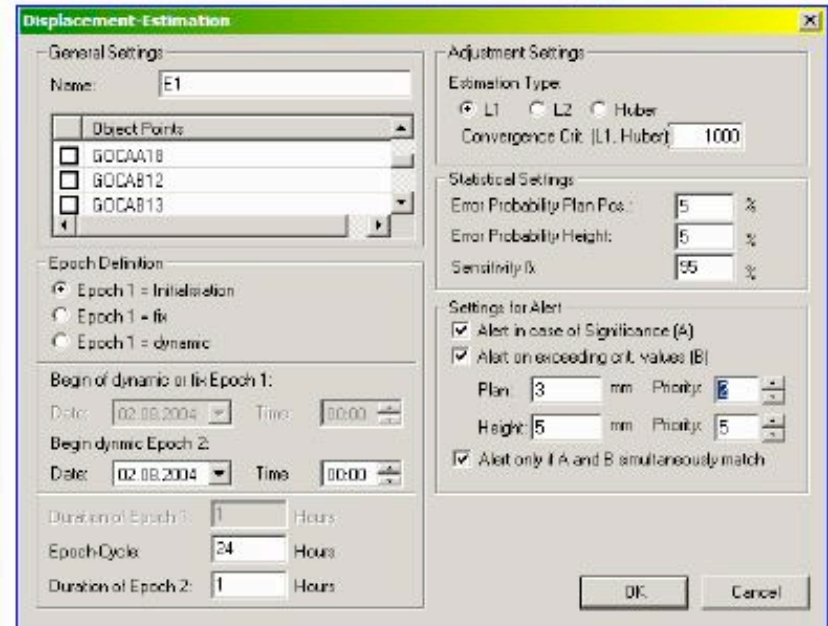 Displacement-Estimation
General Settings
Name: E1
Object Points
GOCAA18
GOCAB12
GOCAB13
Epoch Definition
Epoch 1 = Initialisation
Epoch 1 = fix
Epoch 1 = dynamic
Begin of dynamic or fix Epoch 1:
Date: 02.08.2004 Time: 00:00
Begin dynmic Epoch 2:
Date: 02.08.2004 Time 00:00
Duration of Epoch 1: 1 Hours
Epoch-Cycle: 24 Hours
Duration of Epoch 2: 1 Hours
Adjustment Settings
Estimation Type:
L1 L2 Huber
Convergence Crit. (L1, Huber): 1000
Statistical Settings
Error Probability Plan Pos.: 5 %
Error Probability Height: 5 %
Sensitivity 95 %
Settings for Alert
Alert in case of Significance (A)
Alert on exceeding crit. values (B)
Plan: 3 mm Priority:
Height: 5 mm Priority: 5
Alert only if A and B simultaneously match
OK Cancel